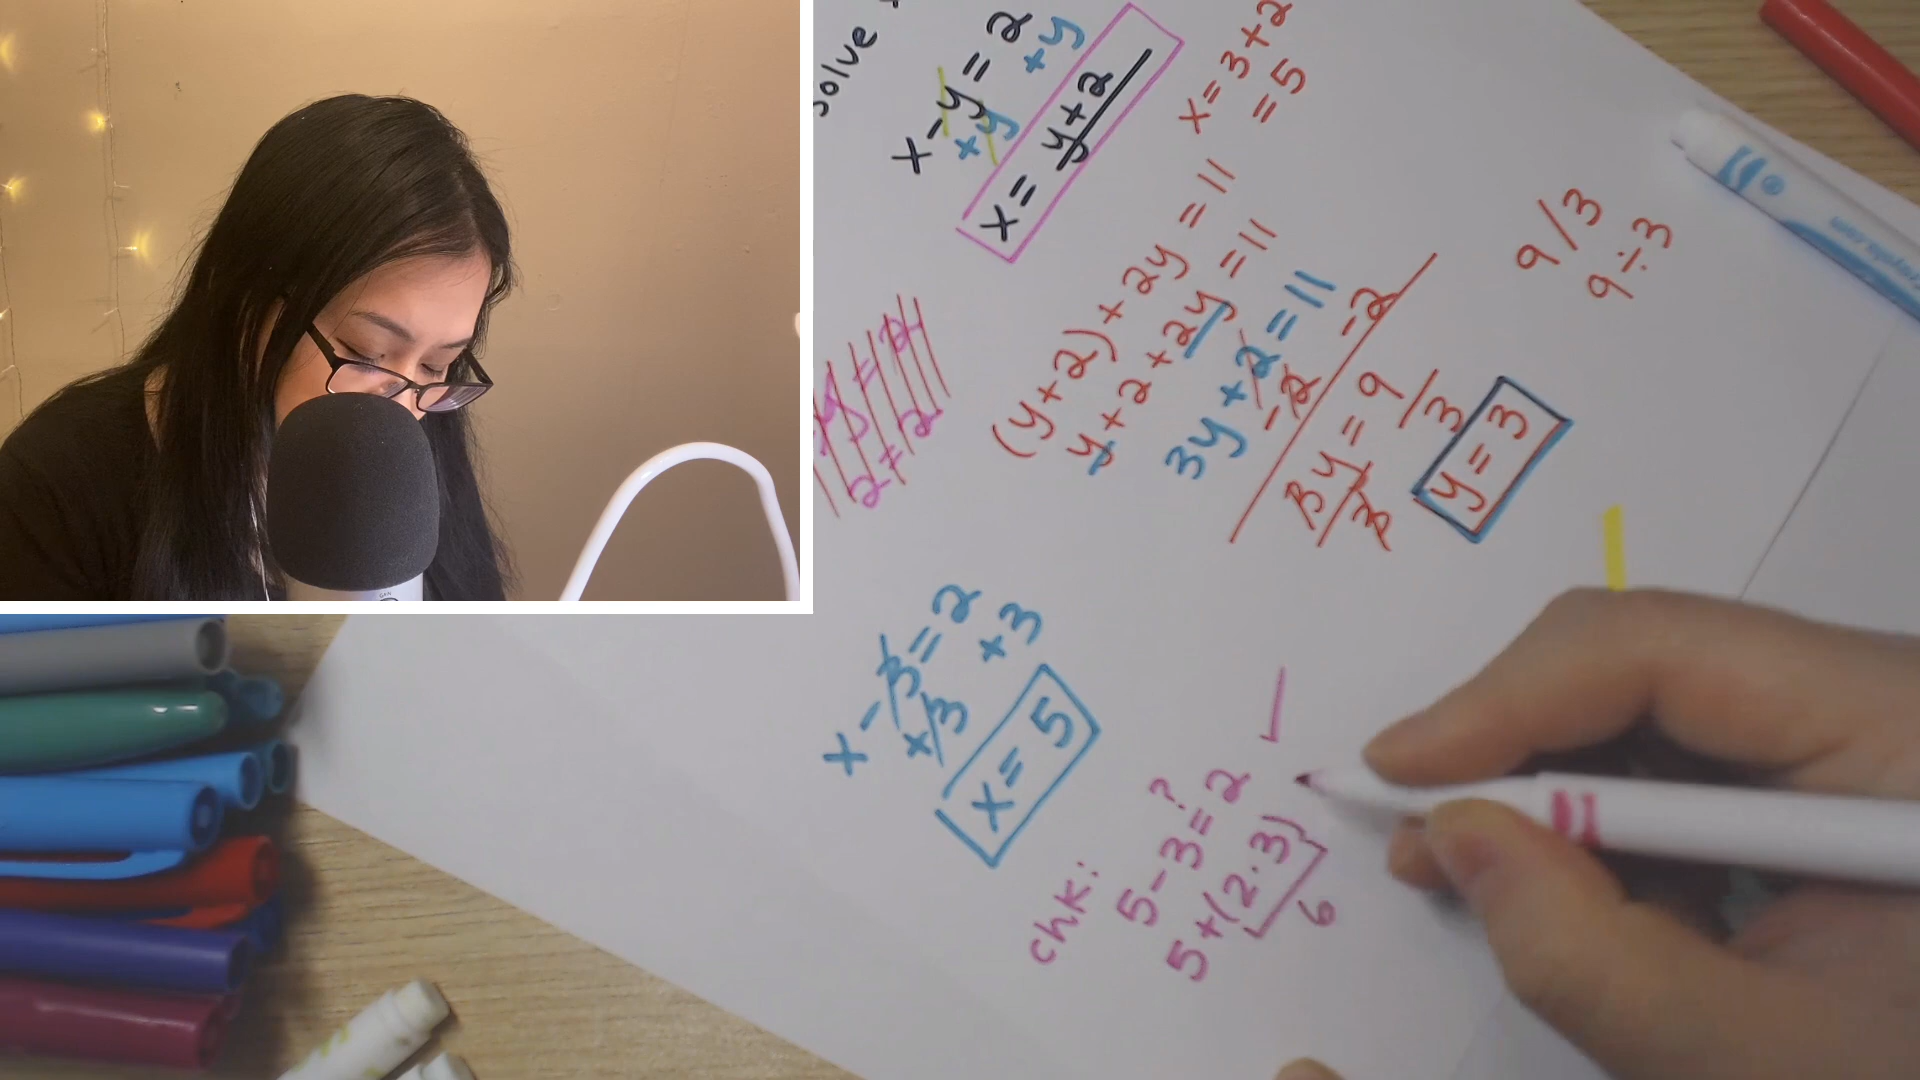 solve
x-y=2
+y +y
x= y+2
x=3+2
=5
(y+2)+2y=11
y+2+2y=11
3y+2=11
-2 -2
3y=9
/3 /3
y=3
9/3
9÷3
2≠12
x-3=2
+3 +3
x=5
chk:
5-3=2
?
5+(2·3)
6